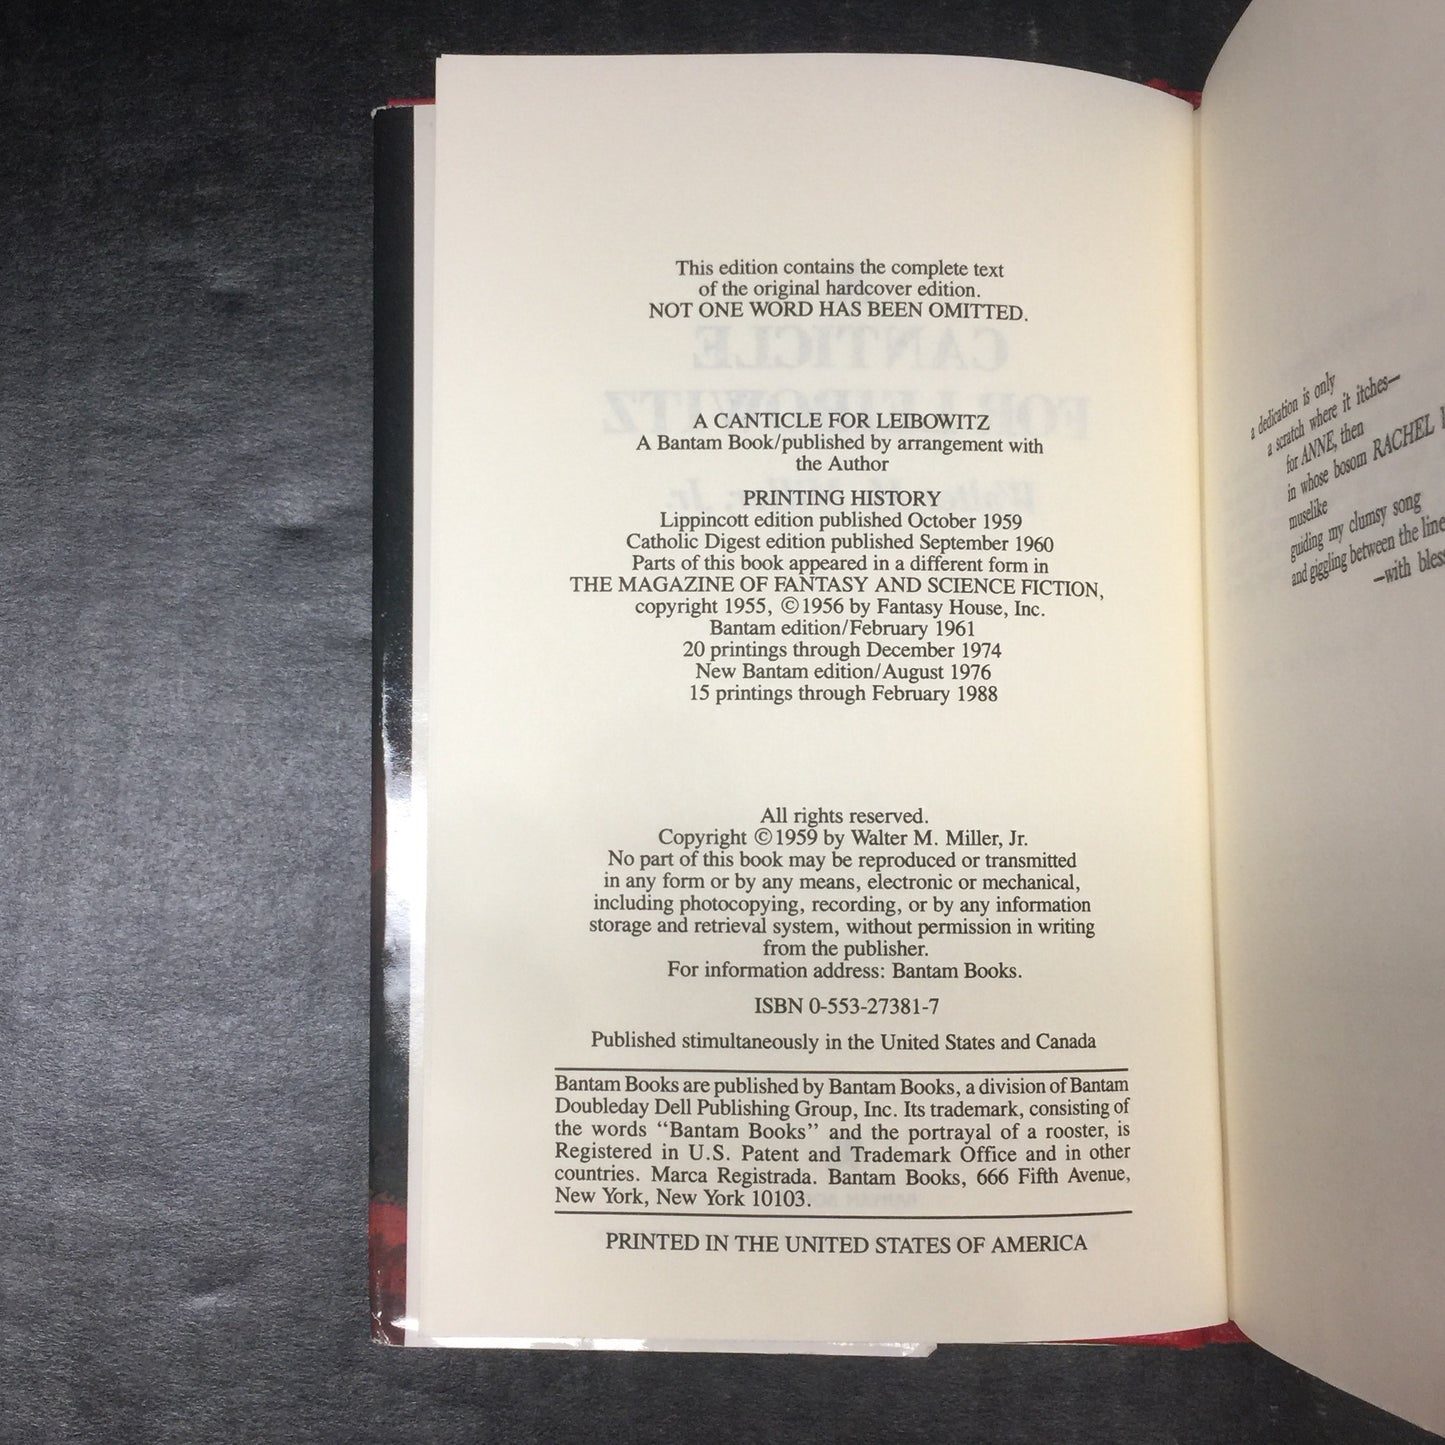 This edition contains the complete text
of the original hardcover edition.
NOT ONE WORD HAS BEEN OMITTED.
A CANTICLE FOR LEIBOWITZ
A Bantam Book/published by arrangement with
the Author
PRINTING HISTORY
Lippincott edition published October 1959
Catholic Digest edition published September 1960
Parts of this book appeared in a different form in
THE MAGAZINE OF FANTASY AND SCIENCE FICTION,
copyright 1955, ©1956 by Fantasy House, Inc.
Bantam edition/February 1961
20 printings through December 1974
New Bantam edition/August 1976
15 printings through February 1988
All rights reserved.
Copyright ©1959 by Walter M. Miller, Jr.
No part of this book may be reproduced or transmitted
in any form or by any means, electronic or mechanical,
including photocopying, recording, or by any information
storage and retrieval system, without permission in writing
from the publisher.
For information address: Bantam Books.
ISBN 0-553-27381-7
Published stimultaneously in the United States and Canada
Bantam Books are published by Bantam Books, a division of Bantam
Doubleday Dell Publishing Group, Inc. Its trademark, consisting of
the words "Bantam Books" and the portrayal of a rooster, is
Registered in U.S. Patent and Trademark Office and in other
countries. Marca Registrada. Bantam Books, 666 Fifth Avenue,
New York, New York 10103.
PRINTED IN THE UNITED STATES OF AMERICA
a dedication is only
a scratch where it itches—
for ANNE, then
in whose bosom RACHEL
muselike
guiding my clumsy song
and giggling between the line
—with bless